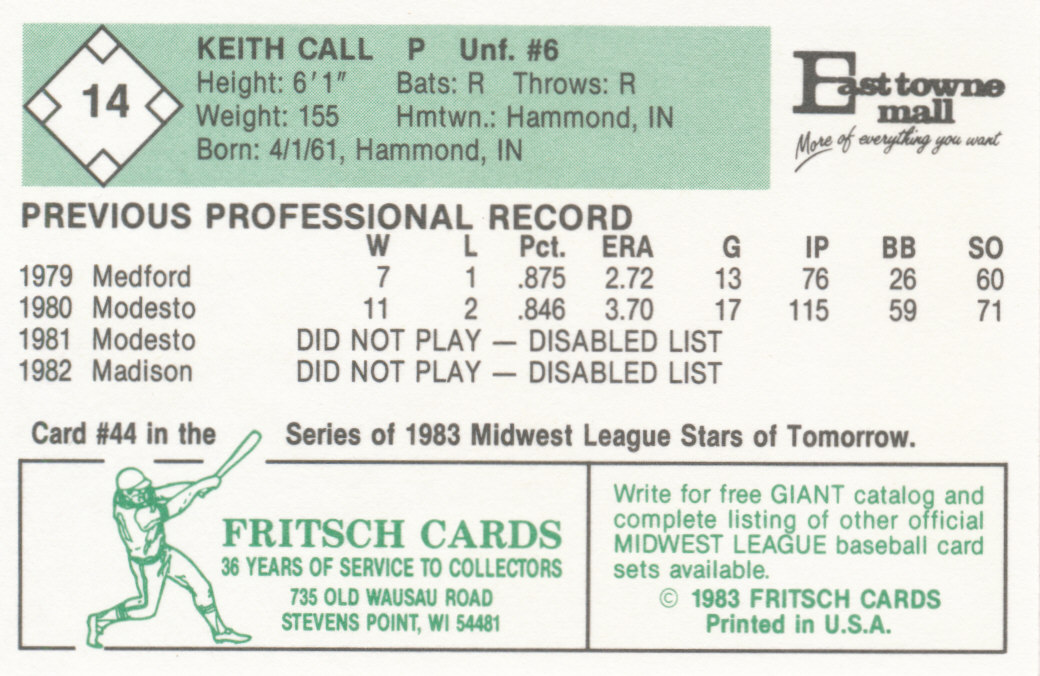 14
KEITH CALL P Unf. #6
Height: 6'1" Bats: R Throws: R
Weight: 155 Hmtwn.: Hammond, IN
Born: 4/1/61, Hammond, IN
East towne
mall
More of everything you want
PREVIOUS PROFESSIONAL RECORD
W L Pct. ERA G IP BB SO
1979 Medford 7 1 .875 2.72 13 76 26 60
1980 Modesto 11 2 .846 3.70 17 115 59 71
1981 Modesto DID NOT PLAY — DISABLED LIST
1982 Madison DID NOT PLAY — DISABLED LIST
Card #44 in the Series of 1983 Midwest League Stars of Tomorrow.
FRITSCH CARDS
36 YEARS OF SERVICE TO COLLECTORS
735 OLD WAUSAU ROAD
STEVENS POINT, WI 54481
Write for free GIANT catalog and
complete listing of other official
MIDWEST LEAGUE baseball card
sets available.
© 1983 FRITSCH CARDS
Printed in U.S.A.